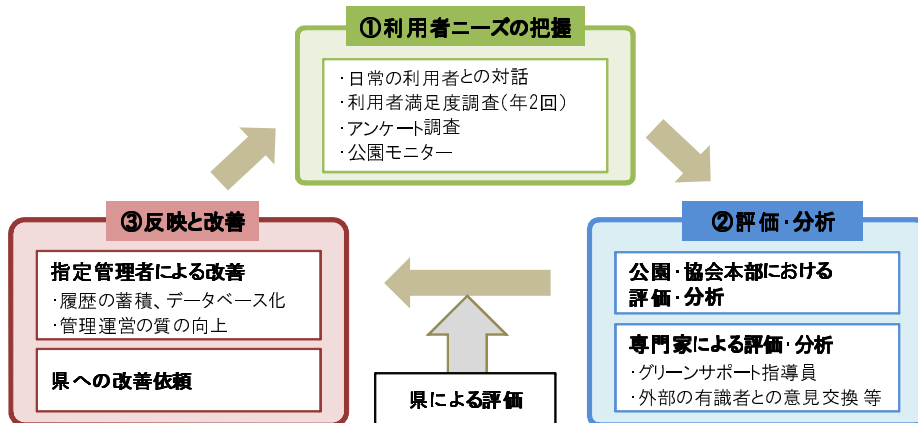 ①利用者ニーズの把握
・日常の利用者との対話
・利用者満足度調査(年2回)
・アンケート調査
・公園モニター
②評価・分析
公園・協会本部における
評価・分析
専門家による評価・分析
・グリーンサポート指導員
・外部の有識者との意見交換 等
③反映と改善
指定管理者による改善
・履歴の蓄積、データベース化
・管理運営の質の向上
県への改善依頼
県による評価